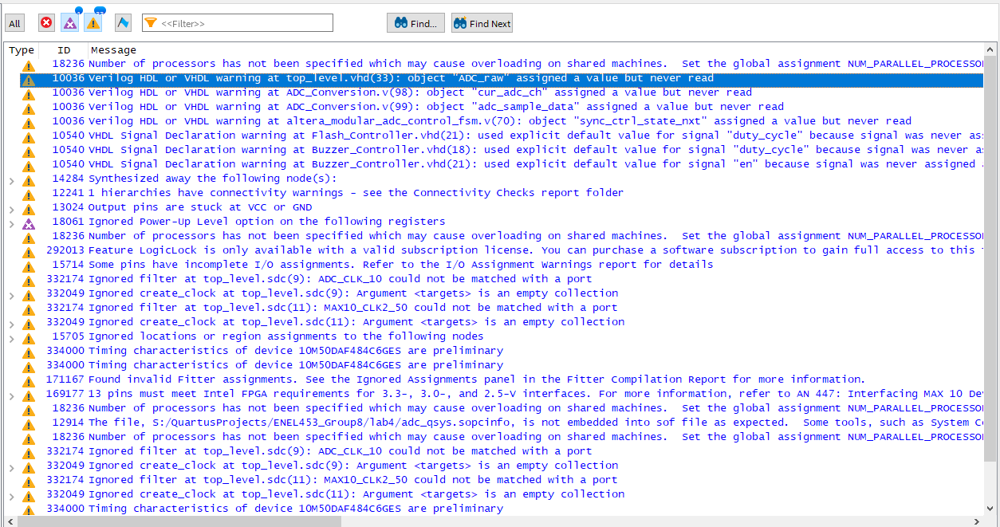 All <<Filter>> Find... Find Next
Type ID Message
18236 Number of processors has not been specified which may cause overloading on shared machines.  Set the global assignment NUM_PARALLEL_PROCESSO
10036 Verilog HDL or VHDL warning at top_level.vhd(33): object "ADC_raw" assigned a value but never read
10036 Verilog HDL or VHDL warning at ADC_Conversion.v(98): object "cur_adc_ch" assigned a value but never read
10036 Verilog HDL or VHDL warning at ADC_Conversion.v(99): object "adc_sample_data" assigned a value but never read
10036 Verilog HDL or VHDL warning at altera_modular_adc_control_fsm.v(70): object "sync_ctrl_state_nxt" assigned a value but never read
10540 VHDL Signal Declaration warning at Flash_Controller.vhd(21): used explicit default value for signal "duty_cycle" because signal was never as
10540 VHDL Signal Declaration warning at Buzzer_Controller.vhd(18): used explicit default value for signal "duty_cycle" because signal was never a
10540 VHDL Signal Declaration warning at Buzzer_Controller.vhd(21): used explicit default value for signal "en" because signal was never assigned
14284 Synthesized away the following node(s):
12241 1 hierarchies have connectivity warnings - see the Connectivity Checks report folder
13024 Output pins are stuck at VCC or GND
18061 Ignored Power-Up Level option on the following registers
18236 Number of processors has not been specified which may cause overloading on shared machines.  Set the global assignment NUM_PARALLEL_PROCESSO
292013 Feature LogicLock is only available with a valid subscription license. You can purchase a software subscription to gain full access to this
15714 Some pins have incomplete I/O assignments. Refer to the I/O Assignment Warnings report for details
332174 Ignored filter at top_level.sdc(9): ADC_CLK_10 could not be matched with a port
332049 Ignored create_clock at top_level.sdc(9): Argument <targets> is an empty collection
332174 Ignored filter at top_level.sdc(11): MAX10_CLK2_50 could not be matched with a port
332049 Ignored create_clock at top_level.sdc(11): Argument <targets> is an empty collection
15705 Ignored locations or region assignments to the following nodes
334000 Timing characteristics of device 10M50DAF484C6GES are preliminary
334000 Timing characteristics of device 10M50DAF484C6GES are preliminary
171167 Found invalid Fitter assignments. See the Ignored Assignments panel in the Fitter Compilation Report for more information.
169177 13 pins must meet Intel FPGA requirements for 3.3-, 3.0-, and 2.5-V interfaces. For more information, refer to AN 447: Interfacing MAX 10 De
18236 Number of processors has not been specified which may cause overloading on shared machines.  Set the global assignment NUM_PARALLEL_PROCESSO
12914 The file, S:/QuartusProjects/ENEL453_Group8/lab4/adc_qsys.sopcinfo, is not embedded into sof file as expected.  Some tools, such as System C
18236 Number of processors has not been specified which may cause overloading on shared machines.  Set the global assignment NUM_PARALLEL_PROCESSO
332174 Ignored filter at top_level.sdc(9): ADC_CLK_10 could not be matched with a port
332049 Ignored create_clock at top_level.sdc(9): Argument <targets> is an empty collection
332174 Ignored filter at top_level.sdc(11): MAX10_CLK2_50 could not be matched with a port
332049 Ignored create_clock at top_level.sdc(11): Argument <targets> is an empty collection
334000 Timing characteristics of device 10M50DAF484C6GES are preliminary